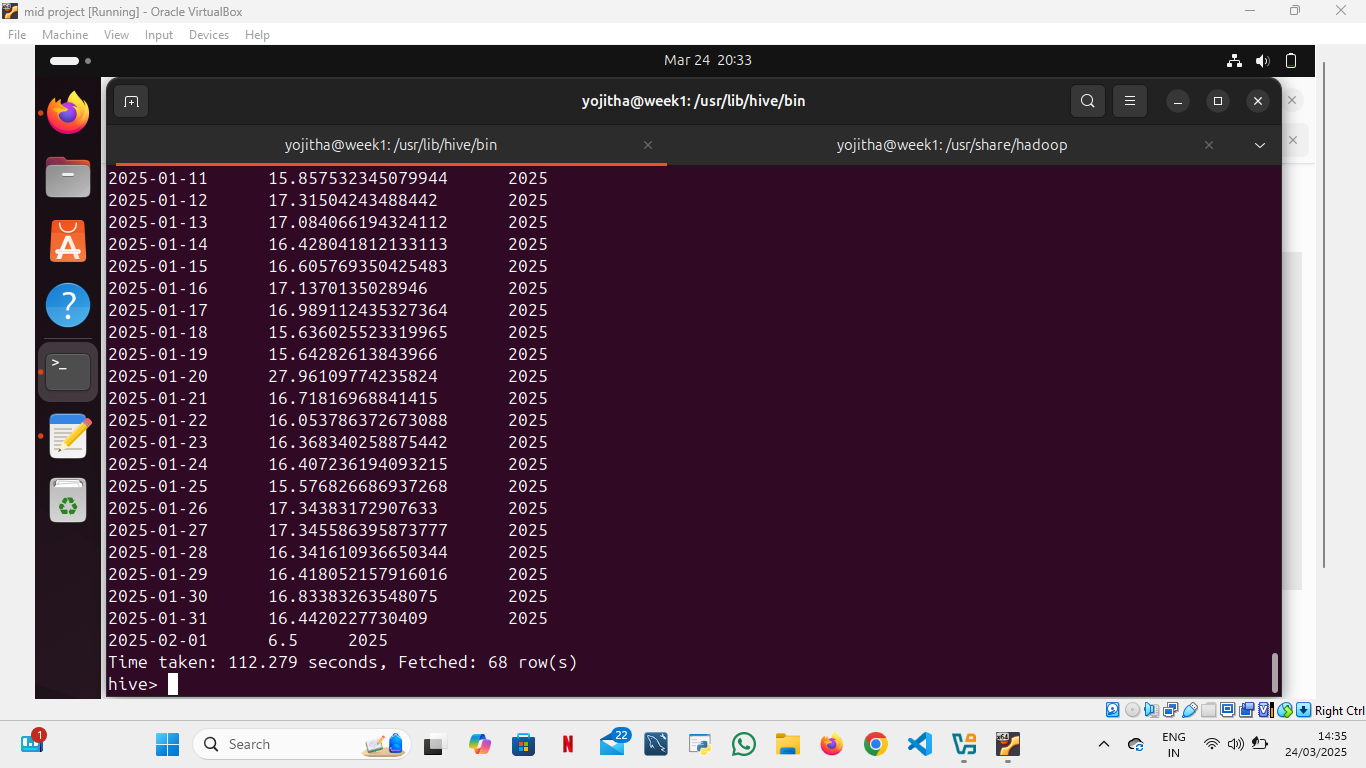 mid project [Running] - Oracle VirtualBox
File Machine View Input Devices Help
Mar 24 20:33
yojitha@week1: /usr/lib/hive/bin
yojitha@week1: /usr/lib/hive/bin yojitha@week1: /usr/share/hadoop
2025-01-11 15.857532345079944 2025
2025-01-12 17.31504243488442 2025
2025-01-13 17.084066194324112 2025
2025-01-14 16.428041812133113 2025
2025-01-15 16.605769350425483 2025
2025-01-16 17.1370135028946 2025
2025-01-17 16.989112435327364 2025
2025-01-18 15.636025523319965 2025
2025-01-19 15.64282613843966 2025
2025-01-20 27.96109774235824 2025
2025-01-21 16.71816968841415 2025
2025-01-22 16.053786372673088 2025
2025-01-23 16.368340258875442 2025
2025-01-24 16.407236194093215 2025
2025-01-25 15.576826686937268 2025
2025-01-26 17.34383172907633 2025
2025-01-27 17.345586395873777 2025
2025-01-28 16.341610936650344 2025
2025-01-29 16.418052157916016 2025
2025-01-30 16.83383263548075 2025
2025-01-31 16.4420227730409 2025
2025-02-01 6.5 2025
Time taken: 112.279 seconds, Fetched: 68 row(s)
hive>
Right Ctrl
1
Search
22
ENG
IN
14:35
24/03/2025